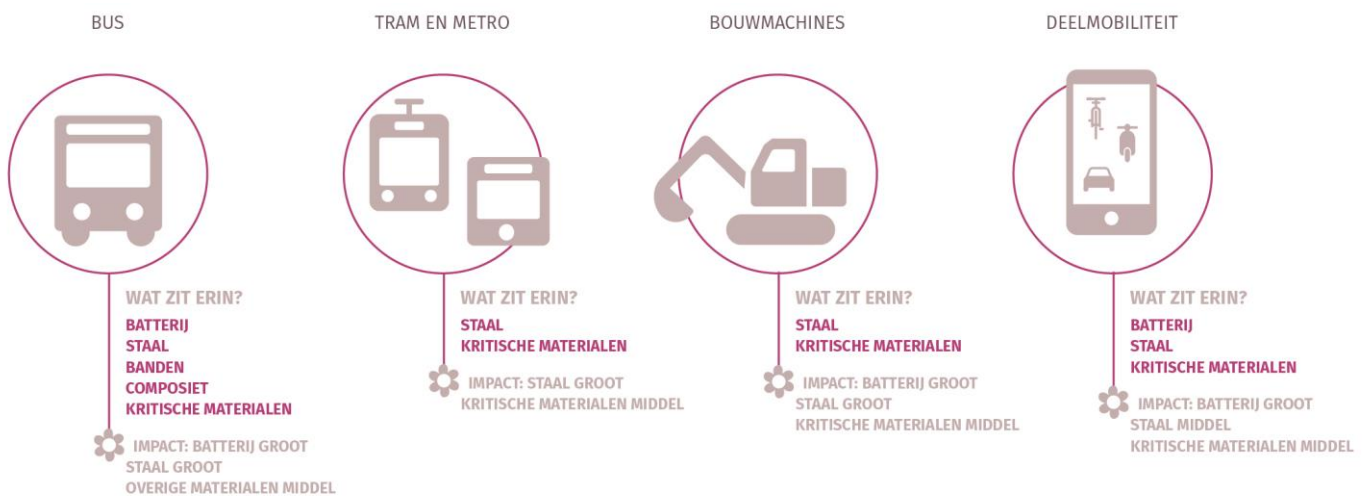 BUS
WAT ZIT ERIN?
BATTERIJ
STAAL
BANDEN
COMPOSIET
KRITISCHE MATERIALEN
IMPACT: BATTERIJ GROOT
STAAL GROOT
OVERIGE MATERIALEN MIDDEL
TRAM EN METRO
WAT ZIT ERIN?
STAAL
KRITISCHE MATERIALEN
IMPACT: STAAL GROOT
KRITISCHE MATERIALEN MIDDEL
BOUWMACHINES
WAT ZIT ERIN?
STAAL
KRITISCHE MATERIALEN
IMPACT: BATTERIJ GROOT
STAAL GROOT
KRITISCHE MATERIALEN MIDDEL
DEELMOBILITEIT
WAT ZIT ERIN?
BATTERIJ
STAAL
KRITISCHE MATERIALEN
IMPACT: BATTERIJ GROOT
STAAL MIDDEL
KRITISCHE MATERIALEN MIDDEL